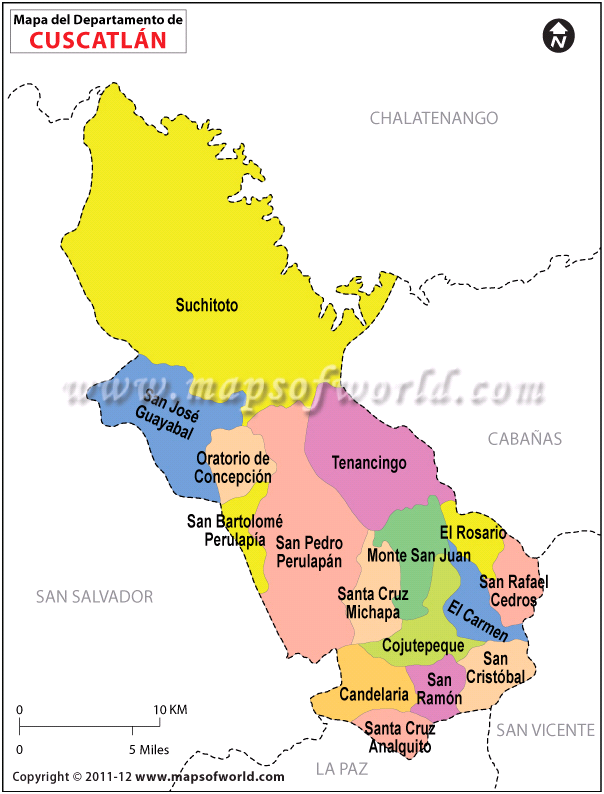 Mapa del Departamento de
CUSCATLÁN
N
CHALATENANGO
Suchitoto
www.mapsofworld.com
San José
Guayabal
CABAÑAS
Oratorio de
Concepción
Tenancingo
San Bartolomé
Perulapía
San Pedro
Perulapán
El Rosario
Monte San Juan
San Rafael
Cedros
Santa Cruz
Michapa
El Carmen
SAN SALVADOR
Cojutepeque
San
Cristóbal
Candelaria
San
Ramón
Santa Cruz
Analquito
SAN VICENTE
LA PAZ
0 10 KM
0 5 Miles
Copyright © 2011-12 www.mapsofworld.com